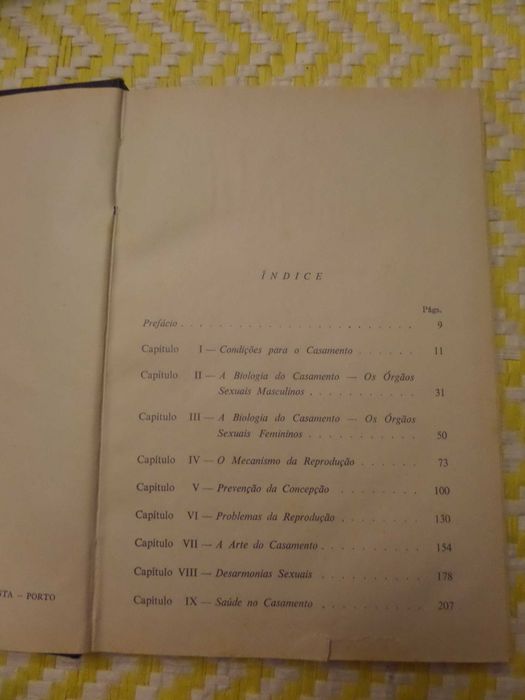 STA – PORTO
ÍNDICE
Págs.
Prefácio . . . . . . . . . . . . . . . . . . . . . . . 9
Capítulo I — Condições para o Casamento . . . . . 11
Capítulo II — A Biologia do Casamento — Os Órgãos
Sexuais Masculinos . . . . . . . . . . 31
Capítulo III — A Biologia do Casamento — Os Órgãos
Sexuais Femininos . . . . . . . . . . 50
Capítulo IV — O Mecanismo da Reprodução . . . . . 73
Capítulo V — Prevenção da Concepção . . . . . . . 100
Capítulo VI — Problemas da Reprodução . . . . . . 130
Capítulo VII — A Arte do Casamento . . . . . . . . 154
Capítulo VIII — Desarmonias Sexuais . . . . . . . . 178
Capítulo IX — Saúde no Casamento . . . . . . . . 207